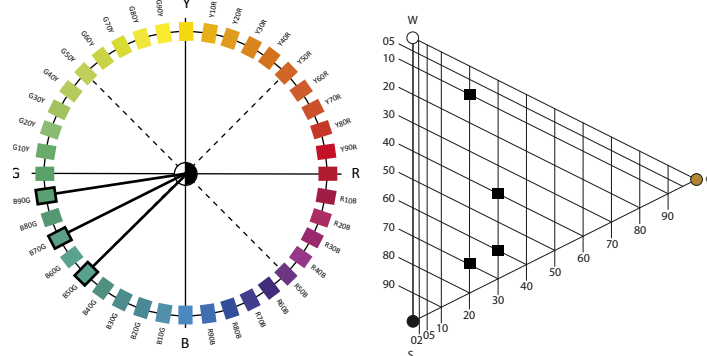 Y
Y10R
Y20R
Y30R
Y40R
Y50R
Y60R
Y70R
Y80R
Y90R
R
R10B
R20B
R30B
R40B
R50B
R60B
R70B
R80B
R90B
B
B10G
B20G
B30G
B40G
B50G
B60G
B70G
B80G
B90G
G
G10Y
G20Y
G30Y
G40Y
G50Y
G60Y
G70Y
G80Y
G90Y
W
05
10
20
30
40
50
60
70
80
90
S
02
05
10
20
30
40
50
60
70
80
90